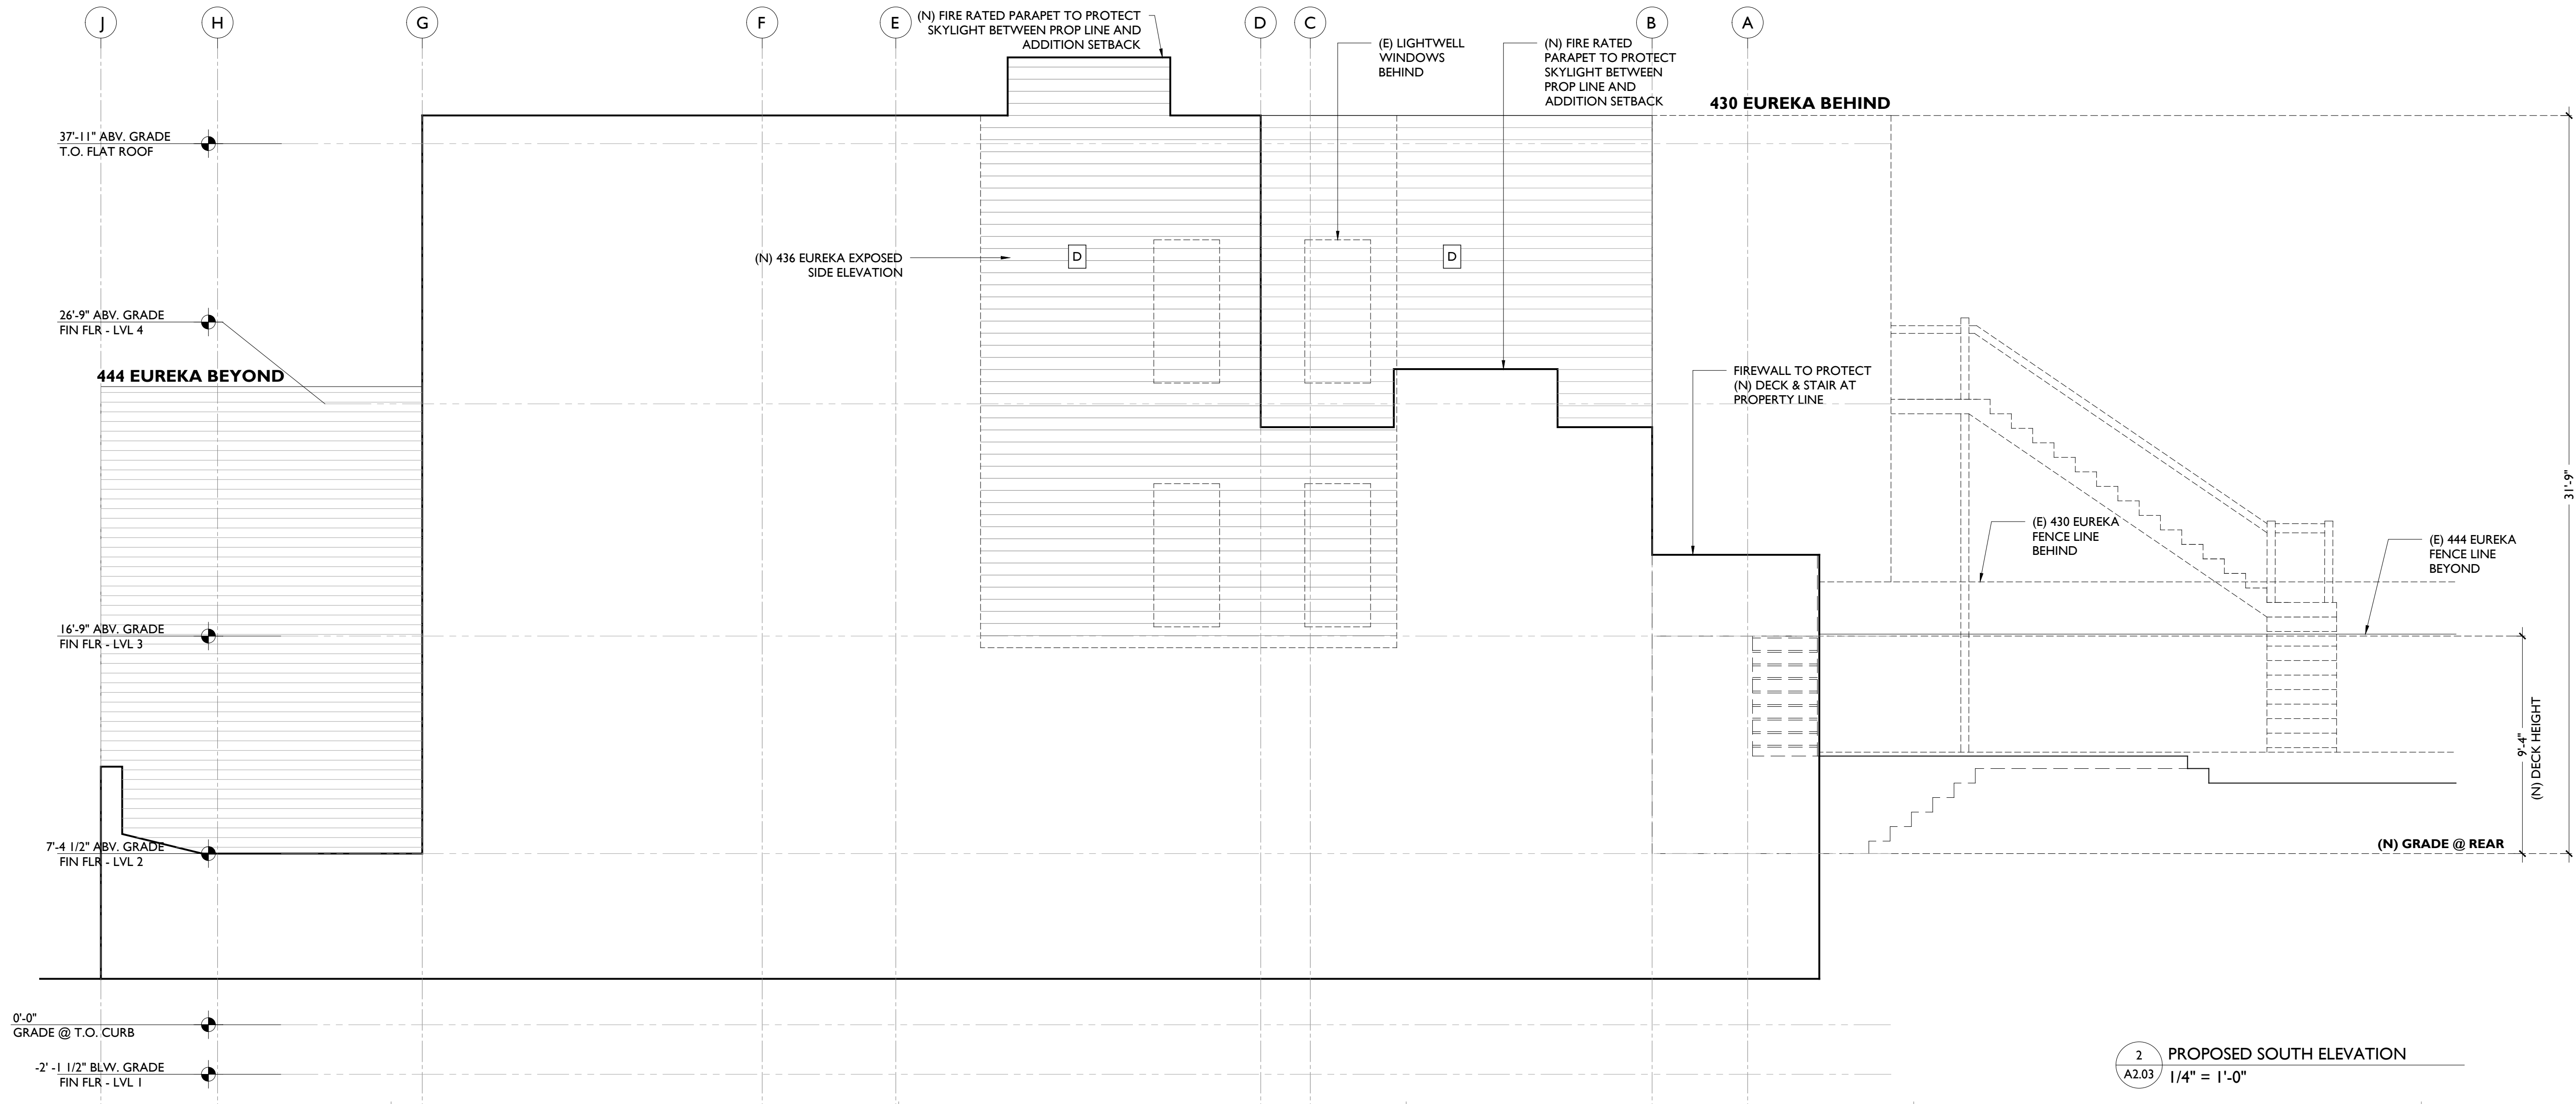 J
H
G
F
E
D
C
B
A
(N) FIRE RATED PARAPET TO PROTECT
SKYLIGHT BETWEEN PROP LINE AND
ADDITION SETBACK
(E) LIGHTWELL
WINDOWS
BEHIND
(N) FIRE RATED
PARAPET TO PROTECT
SKYLIGHT BETWEEN
PROP LINE AND
ADDITION SETBACK
430 EUREKA BEHIND
37'-11" ABV. GRADE
T.O. FLAT ROOF
(N) 436 EUREKA EXPOSED
SIDE ELEVATION
D
D
26'-9" ABV. GRADE
FIN FLR - LVL 4
444 EUREKA BEYOND
FIREWALL TO PROTECT
(N) DECK & STAIR AT
PROPERTY LINE
31'-9"
(E) 430 EUREKA
FENCE LINE
BEHIND
(E) 444 EUREKA
FENCE LINE
BEYOND
16'-9" ABV. GRADE
FIN FLR - LVL 3
9'-4"
(N) DECK HEIGHT
7'-4 1/2" ABV. GRADE
FIN FLR - LVL 2
(N) GRADE @ REAR
0'-0"
GRADE @ T.O. CURB
-2' -1 1/2" BLW. GRADE
FIN FLR - LVL 1
2
A2.03
PROPOSED SOUTH ELEVATION
1/4" = 1'-0"